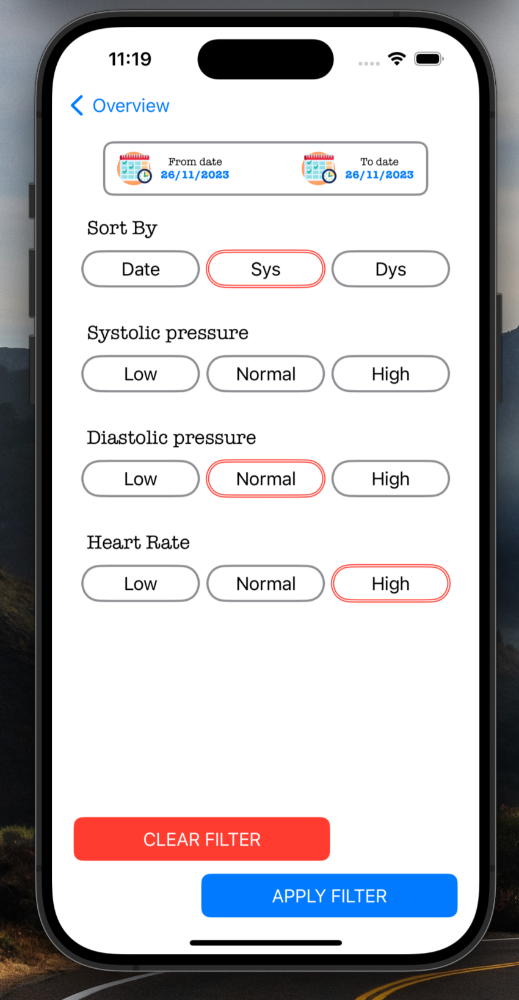 11:19
Overview
From date To date
26/11/2023 26/11/2023
Sort By
Date Sys Dys
Systolic pressure
Low Normal High
Diastolic pressure
Low Normal High
Heart Rate
Low Normal High
CLEAR FILTER
APPLY FILTER